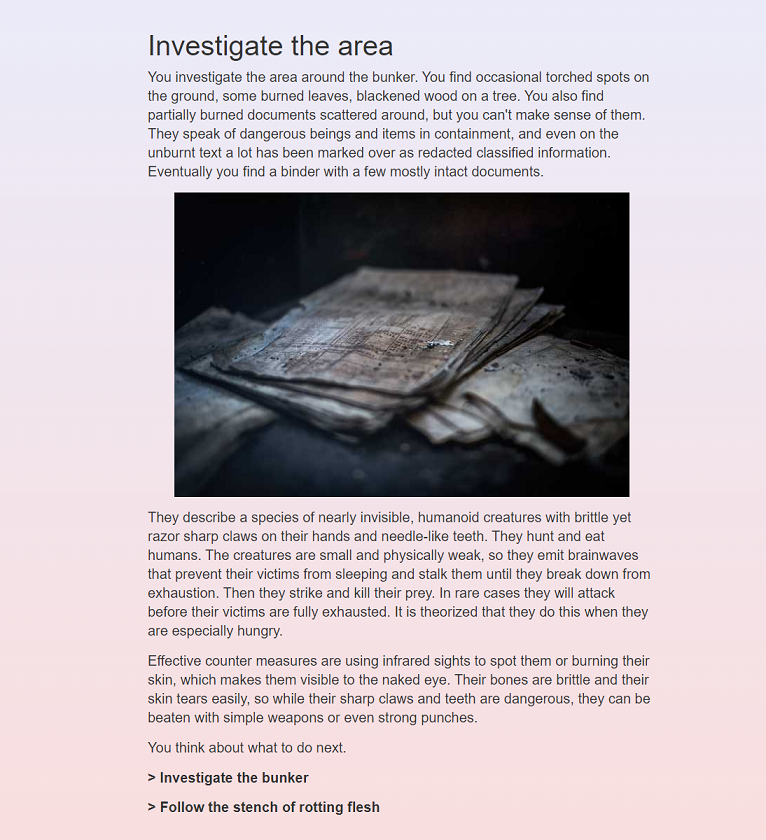 Investigate the area
You investigate the area around the bunker. You find occasional torched spots on
the ground, some burned leaves, blackened wood on a tree. You also find
partially burned documents scattered around, but you can't make sense of them.
They speak of dangerous beings and items in containment, and even on the
unburnt text a lot has been marked over as redacted classified information.
Eventually you find a binder with a few mostly intact documents.
They describe a species of nearly invisible, humanoid creatures with brittle yet
razor sharp claws on their hands and needle-like teeth. They hunt and eat
humans. The creatures are small and physically weak, so they emit brainwaves
that prevent their victims from sleeping and stalk them until they break down from
exhaustion. Then they strike and kill their prey. In rare cases they will attack
before their victims are fully exhausted. It is theorized that they do this when they
are especially hungry.
Effective counter measures are using infrared sights to spot them or burning their
skin, which makes them visible to the naked eye. Their bones are brittle and their
skin tears easily, so while their sharp claws and teeth are dangerous, they can be
beaten with simple weapons or even strong punches.
You think about what to do next.
> Investigate the bunker
> Follow the stench of rotting flesh